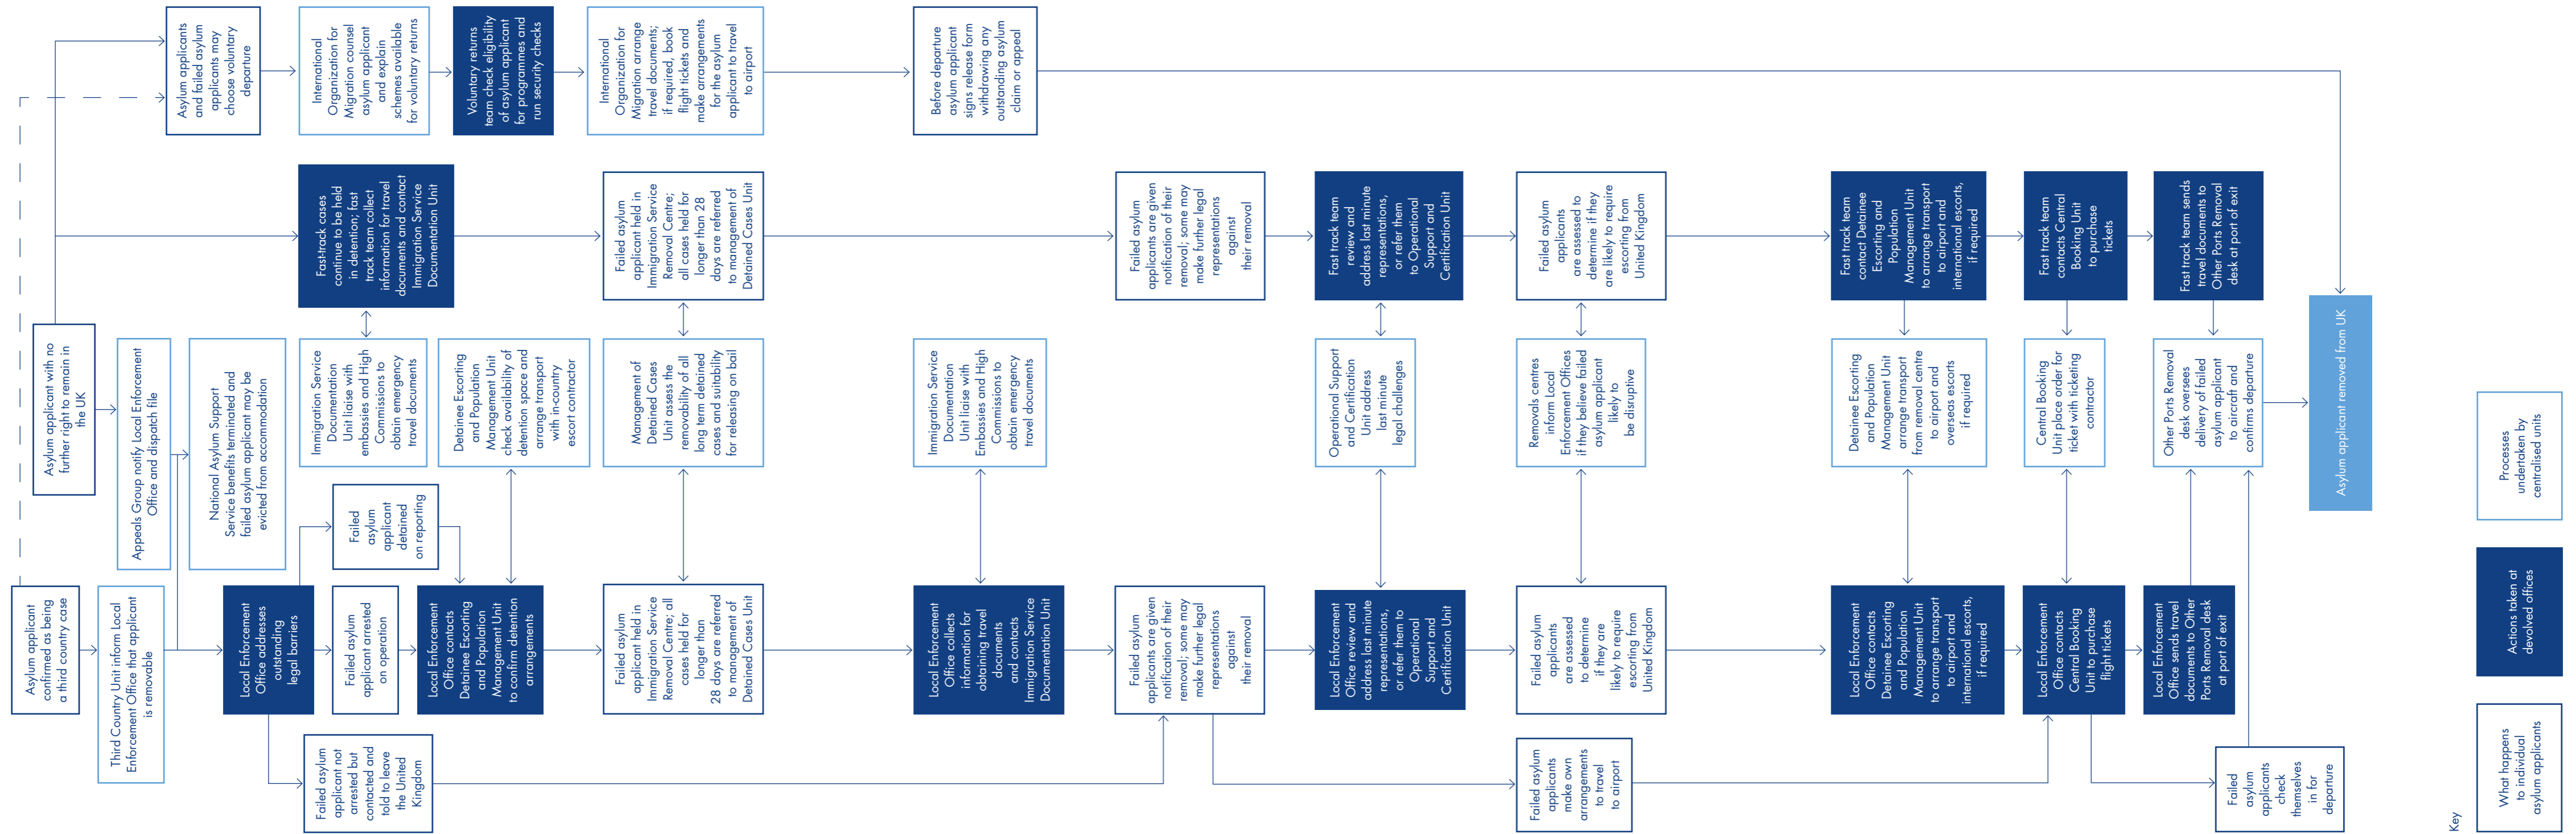 Asylum applicant
confirmed as being
a third country case
Third Country Unit inform Local
Enforcement Office that applicant
is removable
Asylum applicant with no
further right to remain in
the UK
Appeals Group notify Local Enforcement
Office and dispatch file
National Asylum Support
Service benefits terminated and
failed asylum applicant may be
evicted from accommodation
Asylum applicants
and failed asylum
applicants may
choose voluntary
departure
International
Organization for
Migration counsel
asylum applicant
and explain
schemes available
for voluntary returns
Voluntary returns
team check eligibility
of asylum applicant
for programmes and
run security checks
International
Organization for
Migration arrange
travel documents;
if required, book
flight tickets and
make arrangements
for the asylum
applicant to travel
to airport
Before departure
asylum applicant
signs release form
withdrawing any
outstanding asylum
claim or appeal
Fast-track cases
continue to be held
in detention; fast
track team collect
information for travel
documents and contact
Immigration Service
Documentation Unit
Failed asylum
applicant held in
Immigration Service
Removal Centre;
all cases held for
longer than 28
days are referred
to management of
Detained Cases Unit
Failed asylum
applicants are given
notification of their
removal; some may
make further legal
representations
against
their removal
Fast track team
review and
address last minute
representations,
or refer them
to Operational
Support and
Certification Unit
Failed asylum
applicants
are assessed to
determine if they
are likely to require
escorting from
United Kingdom
Fast track team
contact Detainee
Escorting and
Population
Management Unit
to arrange transport
to airport and
international escorts,
if required
Fast track team
contacts Central
Booking Unit
to purchase
tickets
Fast track team sends
travel documents to
Other Ports Removal
desk at port of exit
Immigration Service
Documentation
Unit liaise with
embassies and High
Commissions to
obtain emergency
travel documents
Detainee Escorting
and Population
Management Unit
check availability of
detention space and
arrange transport
with in-country
escort contractor
Management of
Detained Cases
Unit assess the
removability of all
long term detained
cases and suitability
for releasing on bail
Immigration Service
Documentation
Unit liaise with
Embassies and High
Commissions to
obtain emergency
travel documents
Operational Support
and Certification
Unit address
last minute
legal challenges
Removals centres
inform Local
Enforcement Offices
if they believe failed
asylum applicant
likely to
be disruptive
Detainee Escorting
and Population
Management Unit
arrange transport
from removal centre
to airport and
overseas escorts
if required
Central Booking
Unit place order for
ticket with ticketing
contractor
Other Ports Removal
desk oversees
delivery of failed
asylum applicant
to aircraft and
confirms departure
Asylum applicant removed from UK
Local Enforcement
Office addresses
outstanding
legal barriers
Failed
asylum
applicant
detained
on reporting
Failed asylum
applicant arrested
on operation
Local Enforcement
Office contacts
Detainee Escorting
and Population
Management Unit
to confirm detention
arrangements
Failed asylum
applicant held in
Immigration Service
Removal Centre; all
cases held for
longer than
28 days are referred
to management of
Detained Cases Unit
Local Enforcement
Office collects
information for
obtaining travel
documents
and contacts
Immigration Service
Documentation Unit
Failed asylum
applicants are given
notification of their
removal; some may
make further legal
representations
against
their removal
Local Enforcement
Office review and
address last minute
representations,
or refer them to
Operational
Support and
Certification Unit
Failed asylum
applicants
are assessed
to determine
if they are
likely to require
escorting from
United Kingdom
Local Enforcement
Office contacts
Detainee Escorting
and Population
Management Unit
to arrange transport
to airport and
international escorts,
if required
Local Enforcement
Office contacts
Central Booking
Unit to purchase
flight tickets
Local Enforcement
Office sends travel
documents to Other
Ports Removal desk
at port of exit
Failed asylum
applicant not
arrested but
contacted and
told to leave
the United
Kingdom
Failed asylum
applicants
make own
arrangements
to travel
to airport
Failed
asylum
applicants
check
themselves
in for
departure
Key
What happens
to individual
asylum applicants
Actions taken at
devolved offices
Processes
undertaken by
centralised units